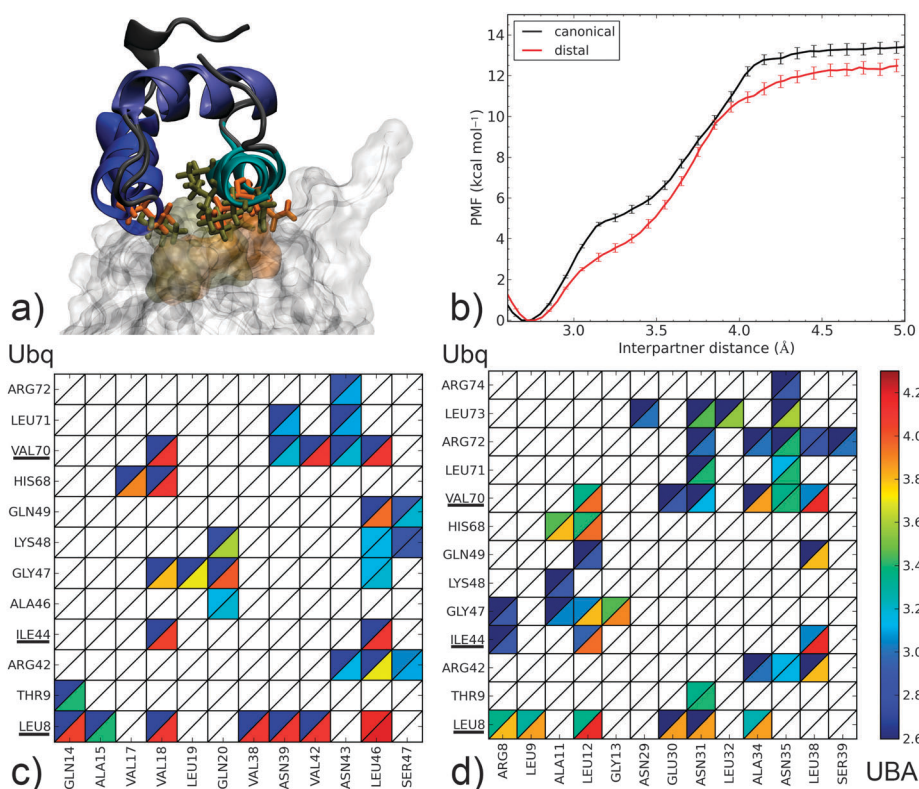 a)
b)
canonical
distal
PMF (kcal mol⁻¹)
14
12
10
8
6
4
2
0
3.0 3.5 4.0 4.5 5.0
Interpartner distance (Å)
Ubq
ARG72
LEU71
VAL70
HIS68
GLN49
LYS48
GLY47
ALA46
ILE44
ARG42
THR9
LEU8
GLN14 ALA15 VAL17 VAL18 LEU19 GLN20 VAL38 ASN39 VAL42 ASN43 LEU46 SER47
c)
Ubq
ARG74
LEU73
ARG72
LEU71
VAL70
HIS68
GLN49
LYS48
GLY47
ILE44
ARG42
THR9
LEU8
ARG8 LEU9 ALA11 LEU12 GLY13 ASN29 GLU30 ASN31 LEU32 ALA34 ASN35 LEU38 SER39
d)
UBA
4.2
4.0
3.8
3.6
3.4
3.2
3.0
2.8
2.6